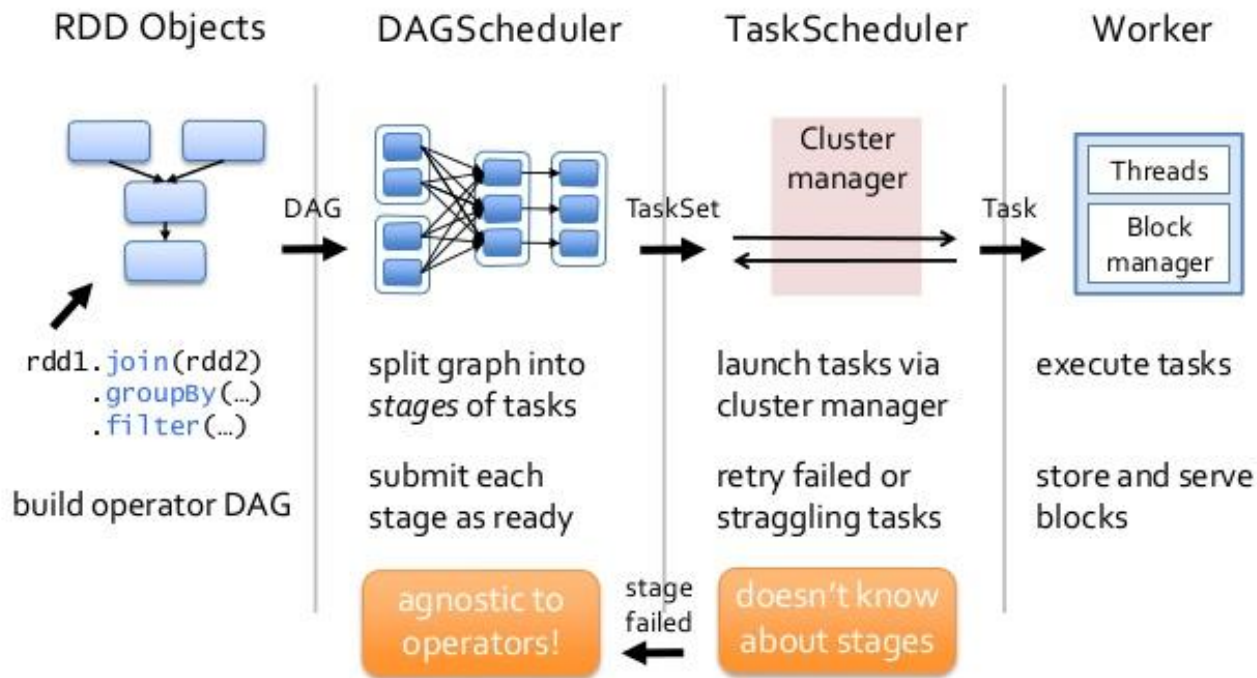 RDD Objects
DAGScheduler
TaskScheduler
Worker
DAG
TaskSet
Cluster
manager
Task
Threads
Block
manager
rdd1.join(rdd2)
.groupBy(…)
.filter(…)
build operator DAG
split graph into
stages of tasks
submit each
stage as ready
launch tasks via
cluster manager
retry failed or
straggling tasks
execute tasks
store and serve
blocks
agnostic to
operators!
stage
failed
doesn't know
about stages